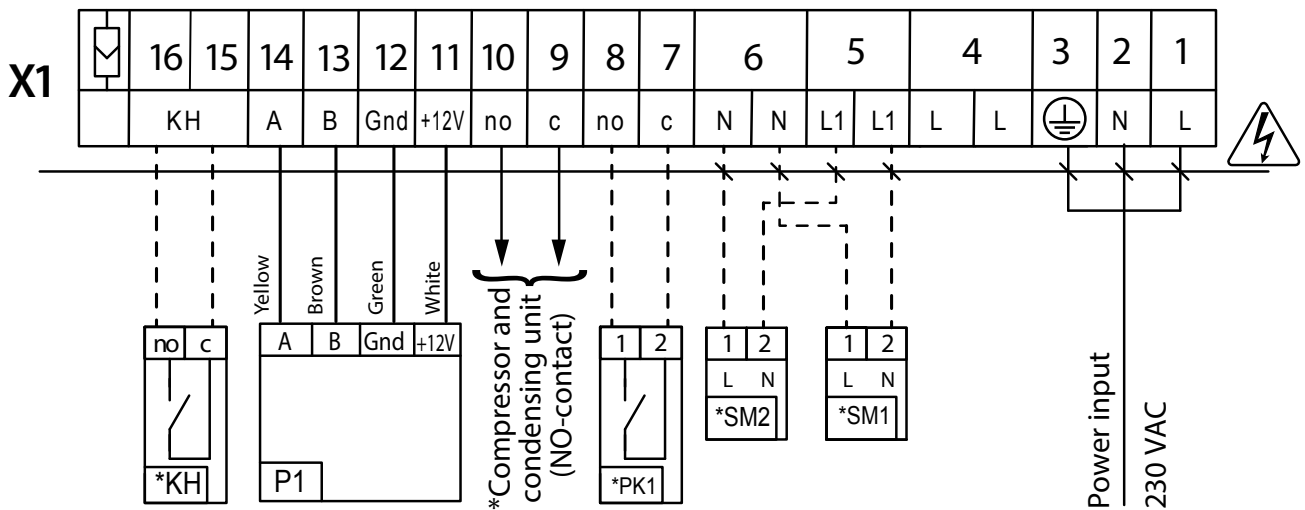 X1
16 15 14 13 12 11 10 9 8 7 6 5 4 3 2 1
KH A B Gnd +12V no c no c N N L1 L1 L L N L
Yellow
Brown
Green
White
no c
*KH
A B Gnd +12V
P1
*Compressor and
condensing unit
(NO-contact)
1 2
*PK1
1 2
L N
*SM2
1 2
L N
*SM1
Power input
230 VAC